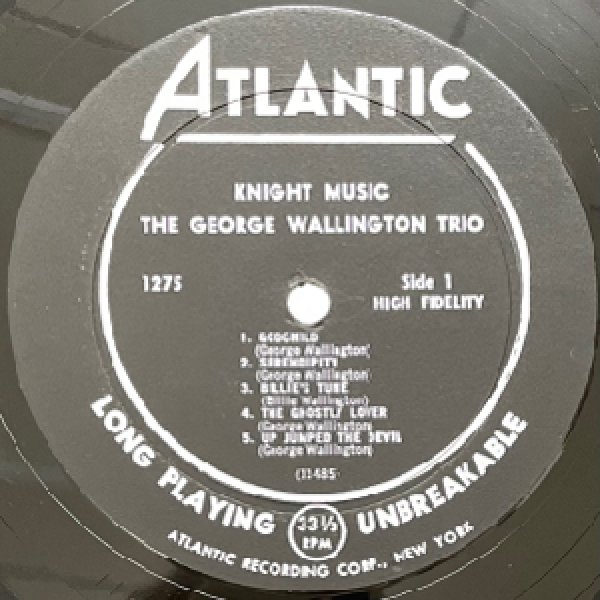 ATLANTIC
KNIGHT MUSIC
THE GEORGE WALLINGTON TRIO
1275
Side 1
HIGH FIDELITY
1. GODCHILD
(George Wallington)
2. SERENDIPITY
(George Wallington)
3. BILLIE'S TUNE
(Billie Wallington)
4. THE GHOSTLY LOVER
(George Wallington)
5. UP JUMPED THE DEVIL
(George Wallington)
LONG PLAYING 33⅓ RPM UNBREAKABLE
ATLANTIC RECORDING CORP., NEW YORK